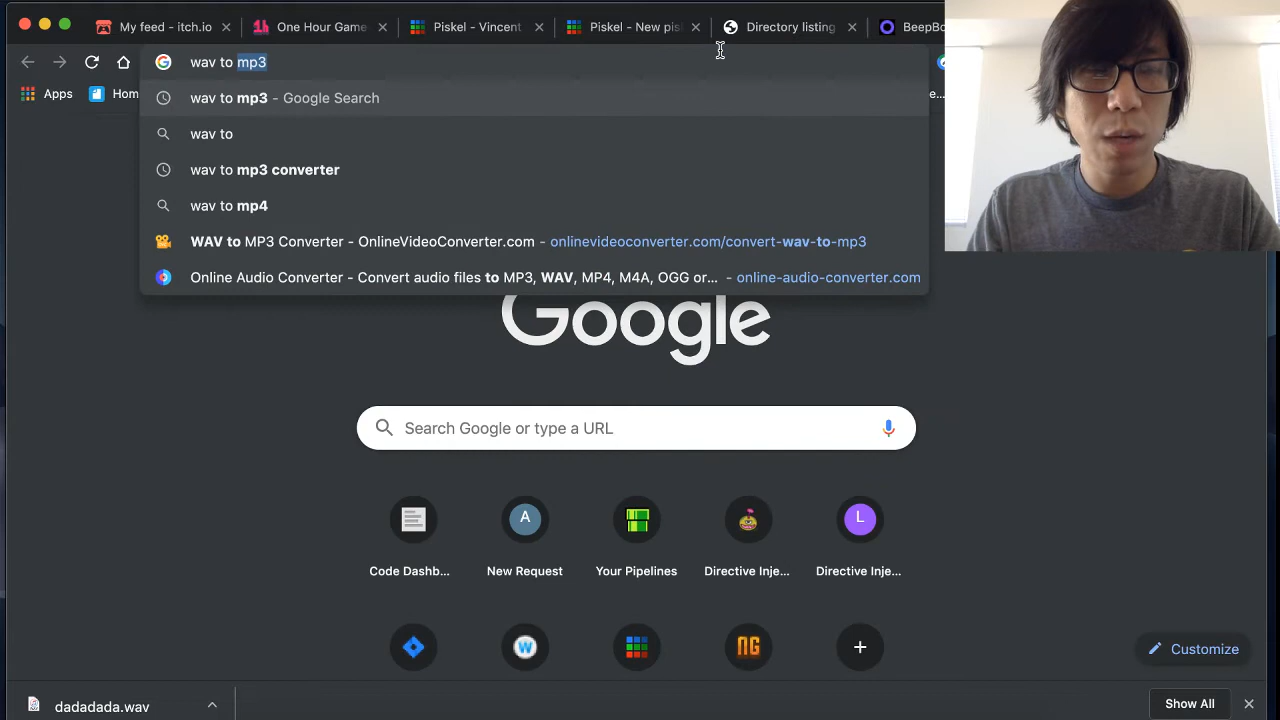 My feed - itch.io
One Hour Game
Piskel - Vincent
Piskel - New pis
Directory listing
BeepBo
wav to mp3
Apps
Hom
e...
wav to mp3 - Google Search
wav to
wav to mp3 converter
wav to mp4
WAV to MP3 Converter - OnlineVideoConverter.com - onlinevideoconverter.com/convert-wav-to-mp3
Online Audio Converter - Convert audio files to MP3, WAV, MP4, M4A, OGG or... - online-audio-converter.com
Google
Search Google or type a URL
A
L
Code Dashb...
New Request
Your Pipelines
Directive Inje...
Directive Inje...
W
NG
Customize
dadadada.wav
Show All